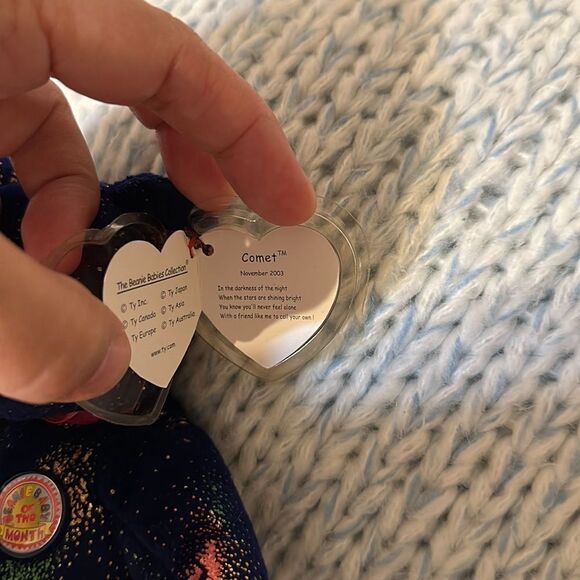 The Beanie Babies Collection®
© Ty Inc.
© Ty Canada
© Ty Europe
© Ty Japan
© Ty Asia
© Ty Australia
www.ty.com
Comet™
November 2003
In the darkness of the night
When the stars are shining bright
You know you'll never feel alone
With a friend like me to call your own !
BEANIE BABY
OF THE
MONTH